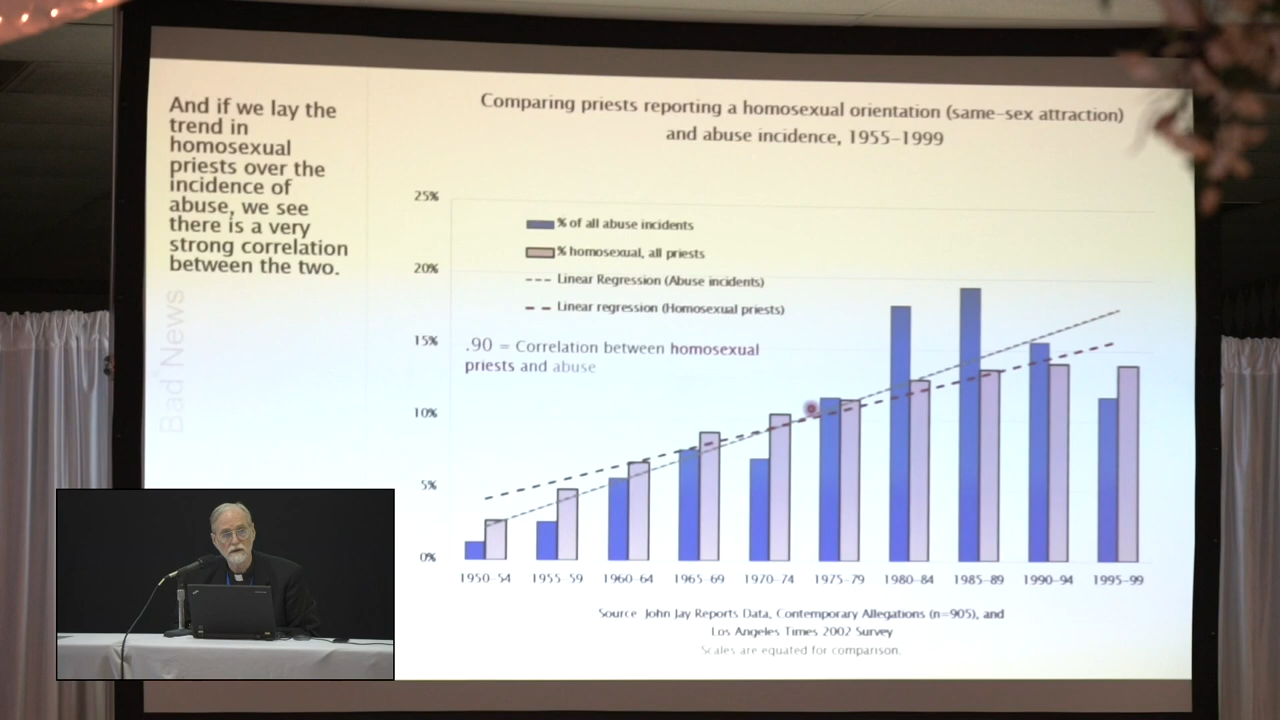 And if we lay the
trend in
homosexual
priests over the
incidence of
abuse, we see
there is a very
strong correlation
between the two.
Bad News
Comparing priests reporting a homosexual orientation (same-sex attraction)
and abuse incidence, 1955-1999
25%
20%
15%
10%
5%
0%
% of all abuse incidents
% homosexual, all priests
Linear Regression (Abuse incidents)
Linear regression (Homosexual priests)
.90 = Correlation between homosexual
priests and abuse
1950-54 1955-59 1960-64 1965-69 1970-74 1975-79 1980-84 1985-89 1990-94 1995-99
Source John Jay Reports Data, Contemporary Allegations (n=905), and
Los Angeles Times 2002 Survey
Scales are equated for comparison.